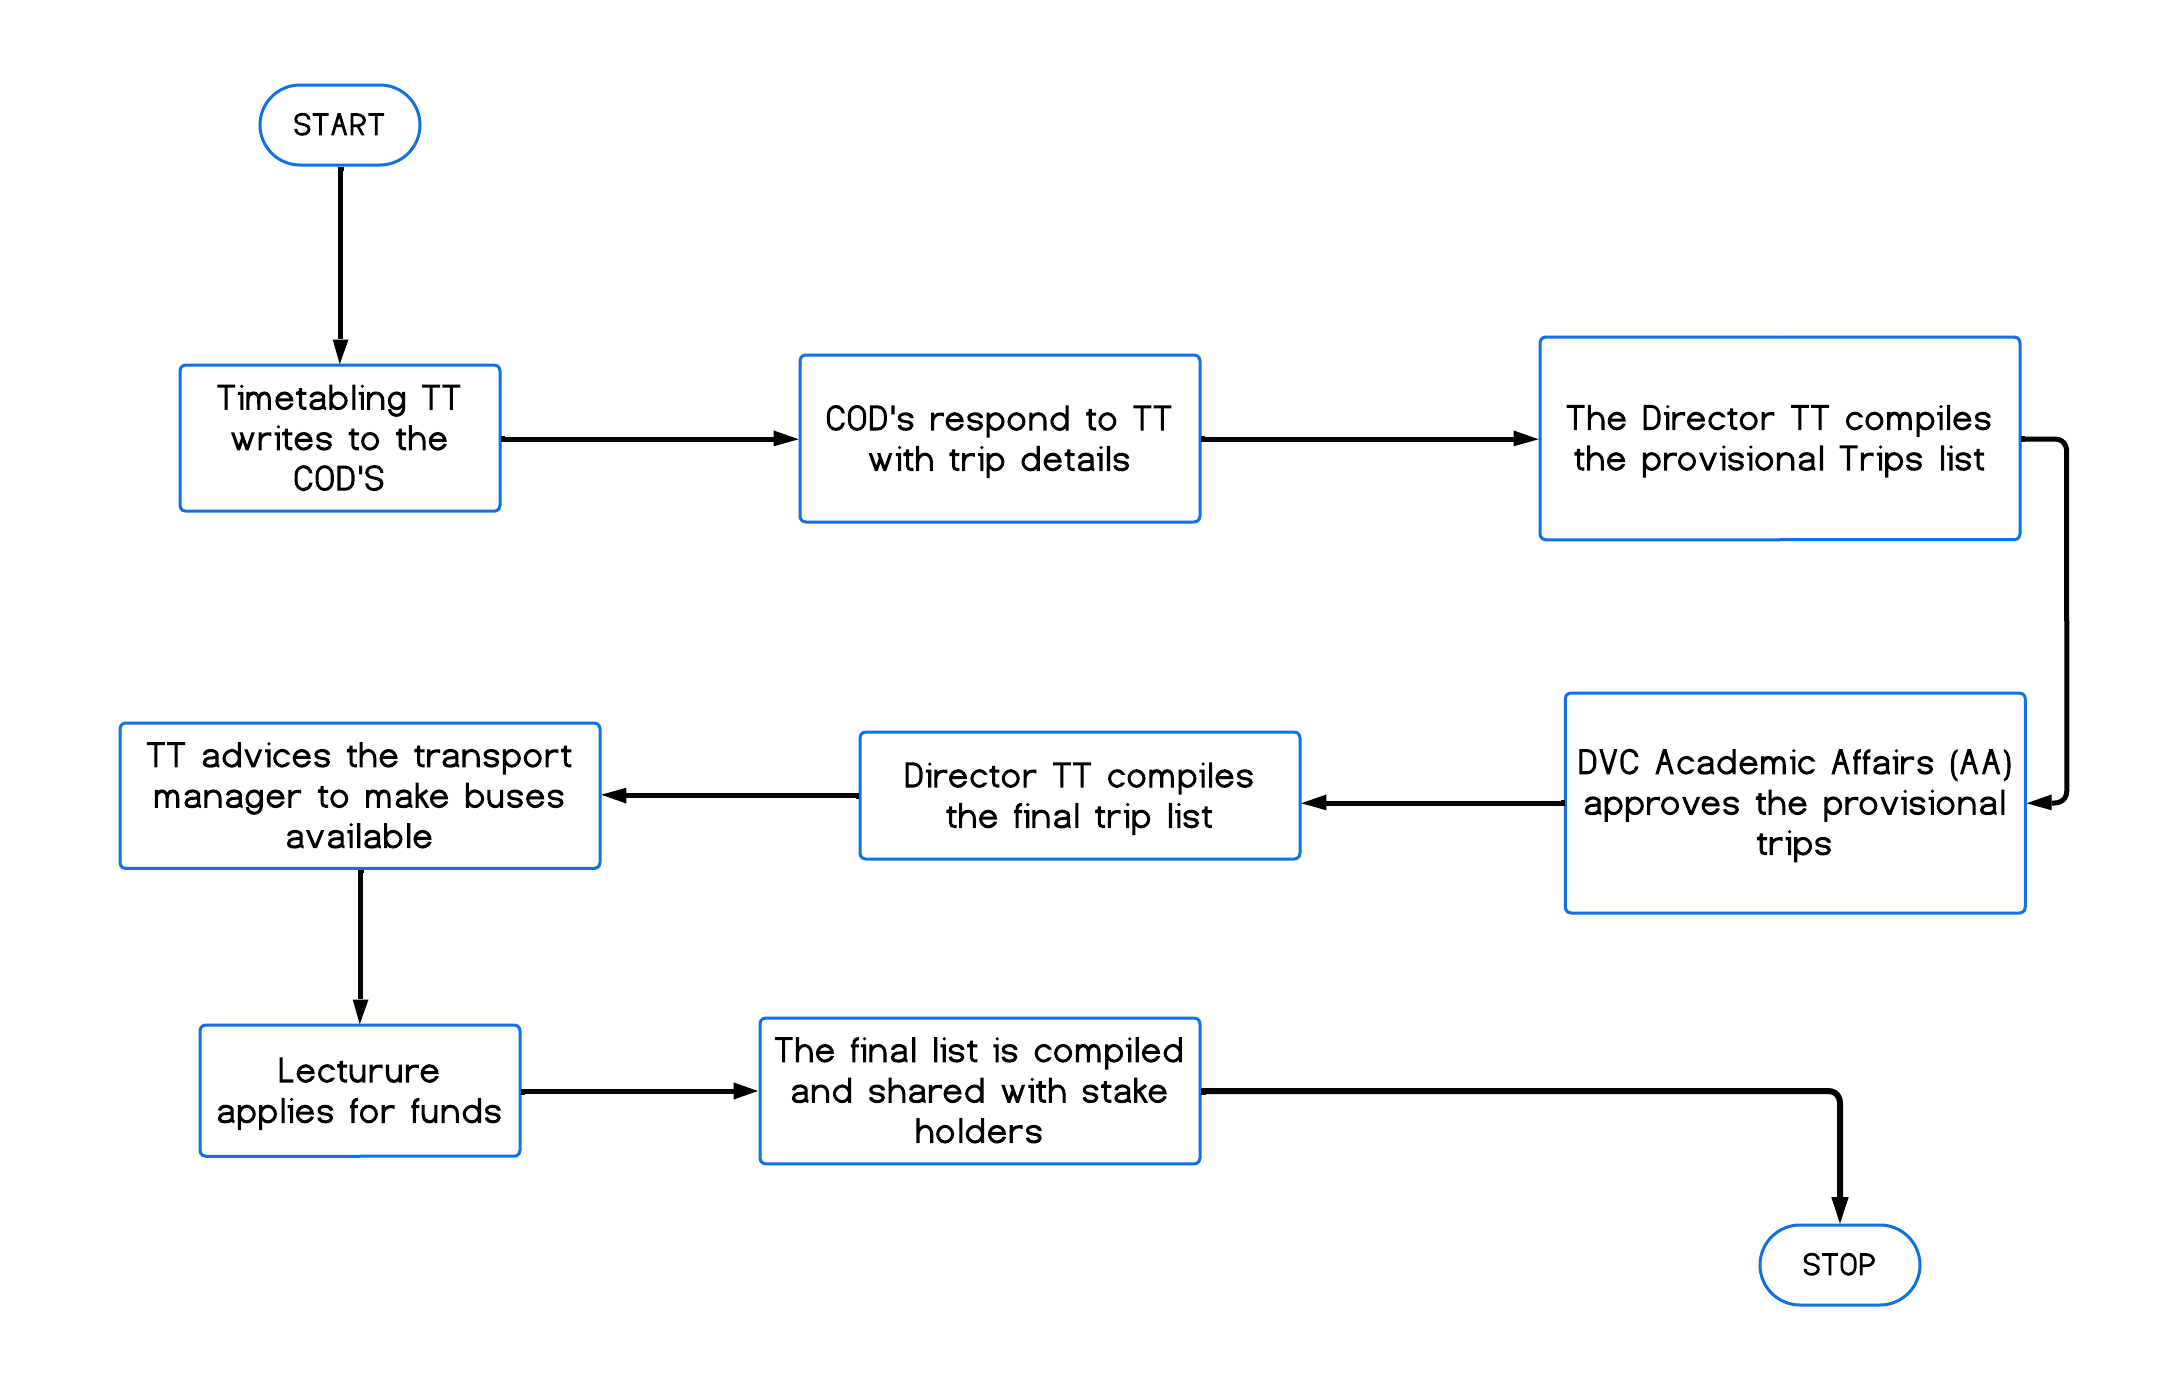 START
Timetabling TT
writes to the
COD'S
COD's respond to TT
with trip details
The Director TT compiles
the provisional Trips list
DVC Academic Affairs (AA)
approves the provisional
trips
Director TT compiles
the final trip list
TT advices the transport
manager to make buses
available
Lecturure
applies for funds
The final list is compiled
and shared with stake
holders
STOP